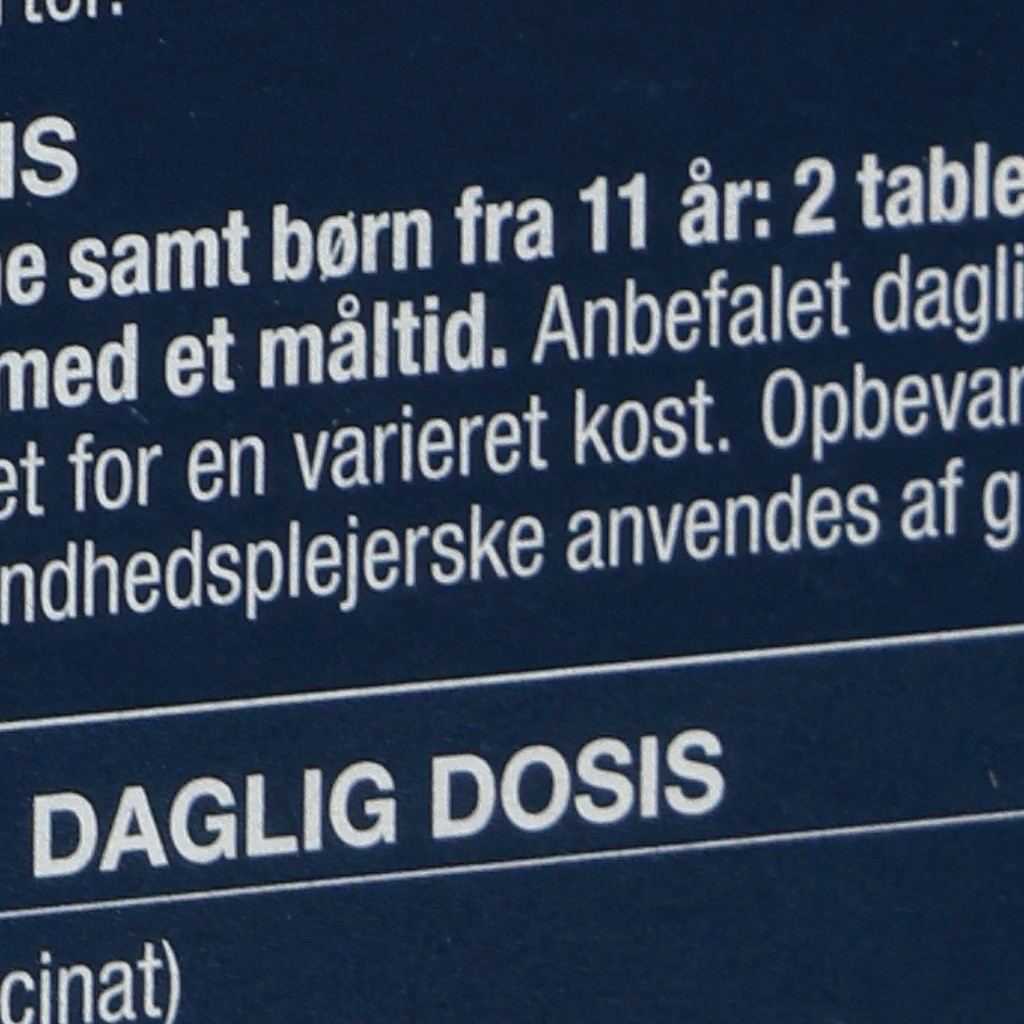 IS
samt børn fra 11 år: 2 table
med et måltid. Anbefalet dagli
et for en varieret kost. Opbevar
ndhedsplejerske anvendes af g
DAGLIG DOSIS
cinat)